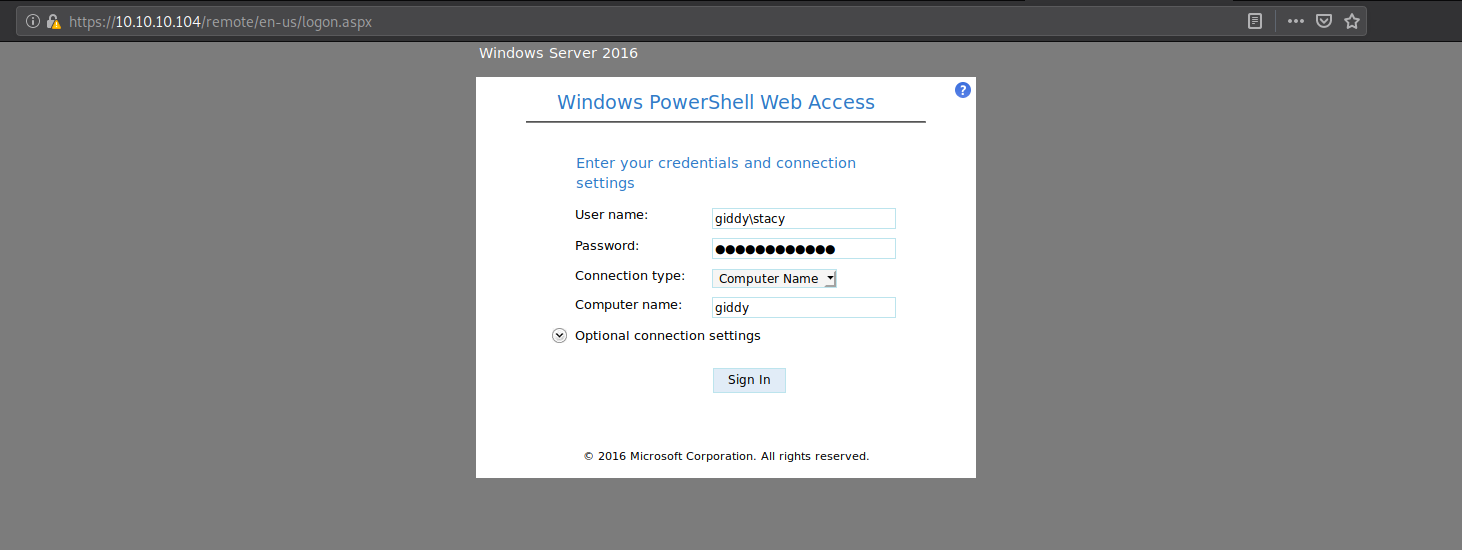 https://10.10.10.104/remote/en-us/logon.aspx
Windows Server 2016
?
Windows PowerShell Web Access
Enter your credentials and connection
settings
User name: giddy\stacy
Password: ●●●●●●●●●●●●
Connection type: Computer Name
Computer name: giddy
Optional connection settings
Sign In
© 2016 Microsoft Corporation. All rights reserved.